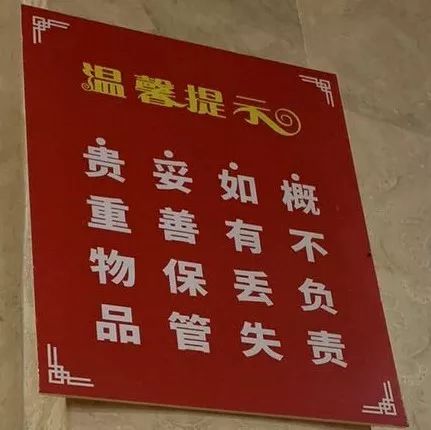 温馨提示
贵重物品
妥善保管
如有丢失
概不负责